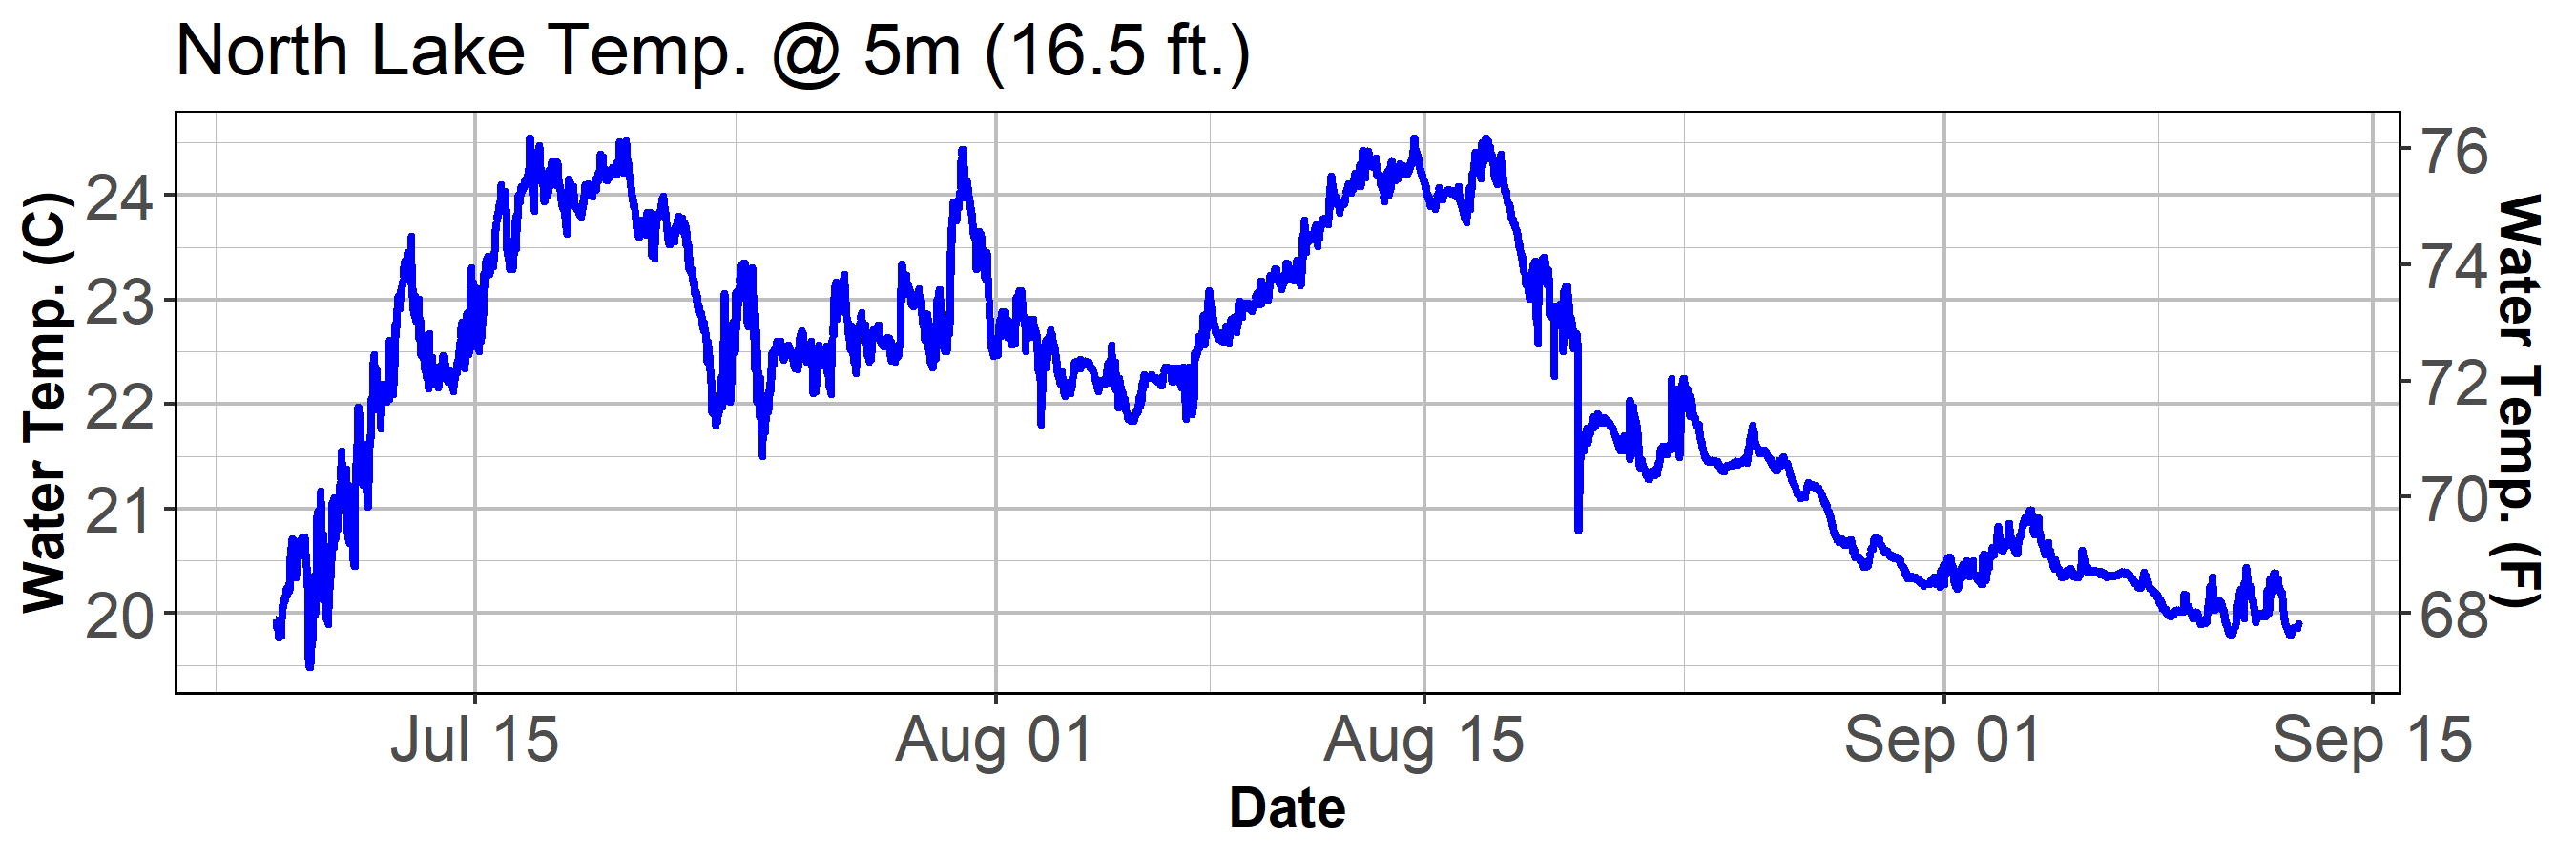 North Lake Temp. @ 5m (16.5 ft.)
Water Temp. (C)
24
23
22
21
20
76
74
72
70
68
Water Temp. (F)
Jul 15
Aug 01
Aug 15
Sep 01
Sep 15
Date